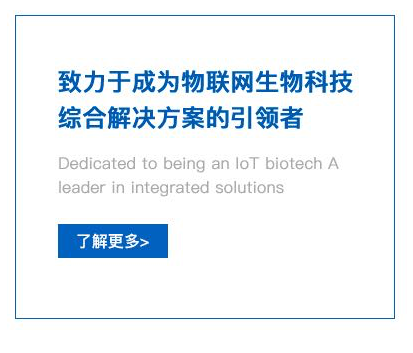 致力于成为物联网生物科技
综合解决方案的引领者
Dedicated to being an IoT biotech A
leader in integrated solutions
了解更多>